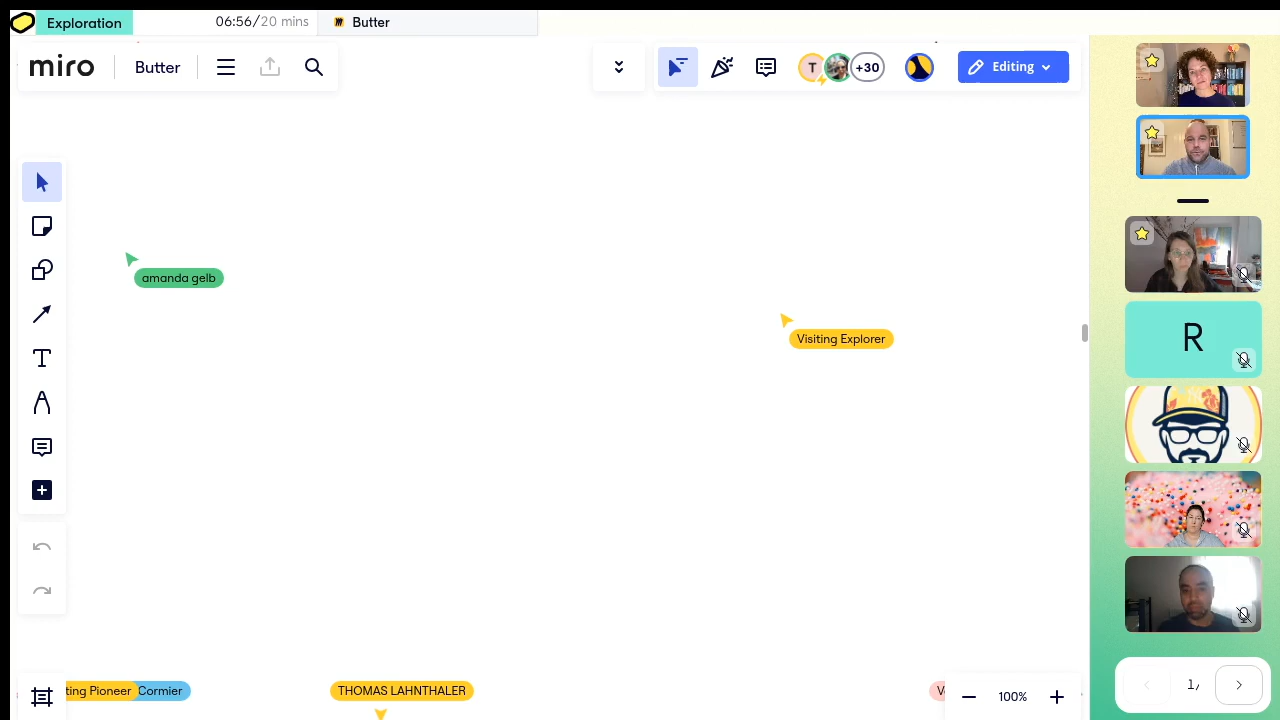 Exploration
06:56/20 mins
Butter
miro
Butter
T
+30
Editing
amanda gelb
Visiting Explorer
R
ting Pioneer
Cormier
THOMAS LAHNTHALER
100%
1/